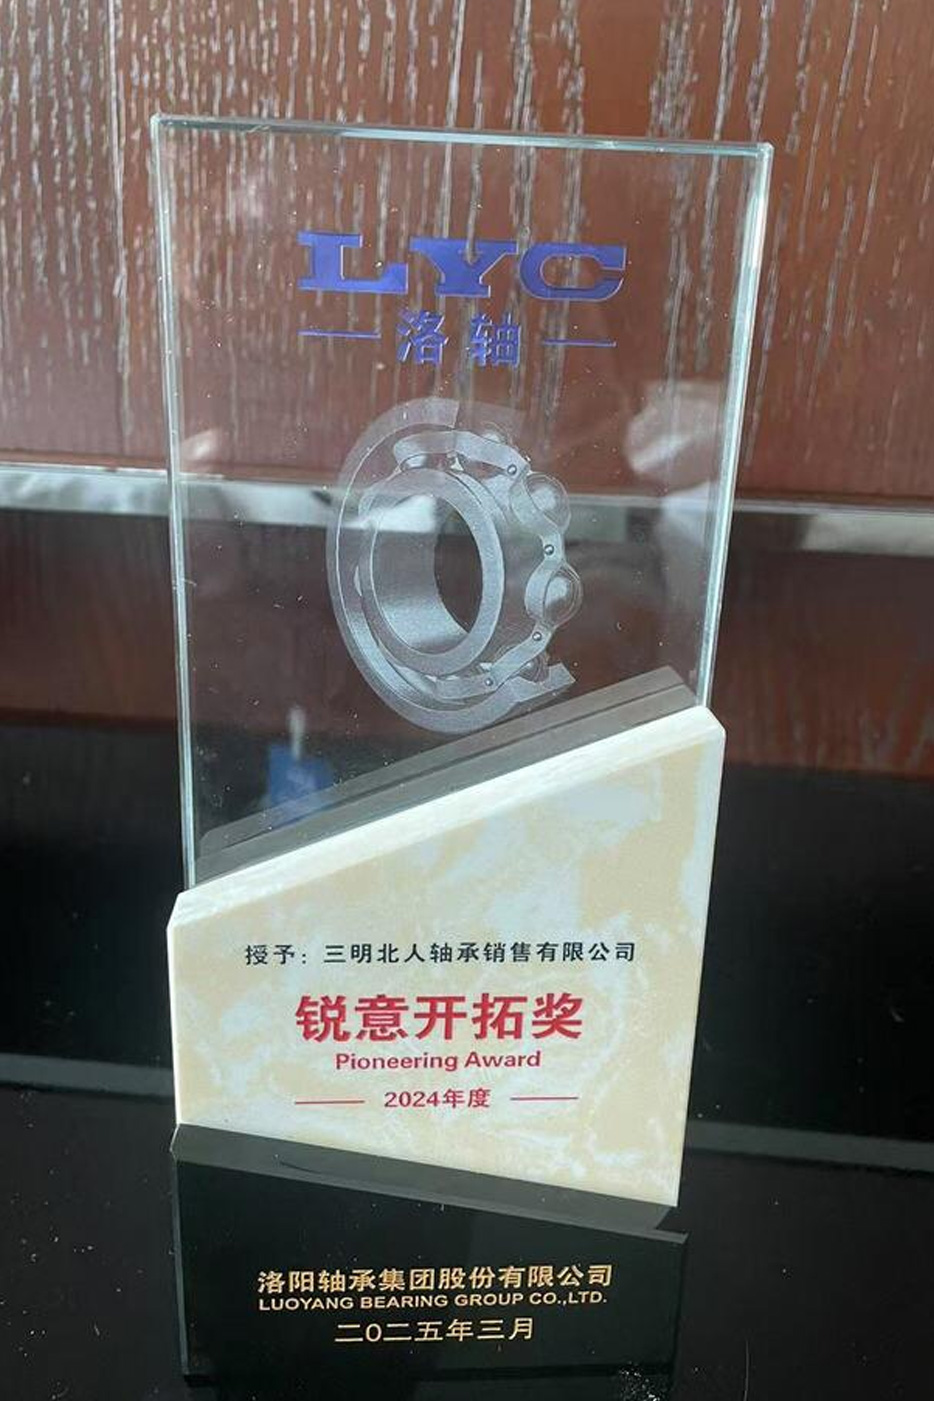 LYC
洛轴
授予：三明北人轴承销售有限公司
锐意开拓奖
Pioneering Award
2024年度
洛阳轴承集团股份有限公司
LUOYANG BEARING GROUP CO.,LTD.
二0二五年三月